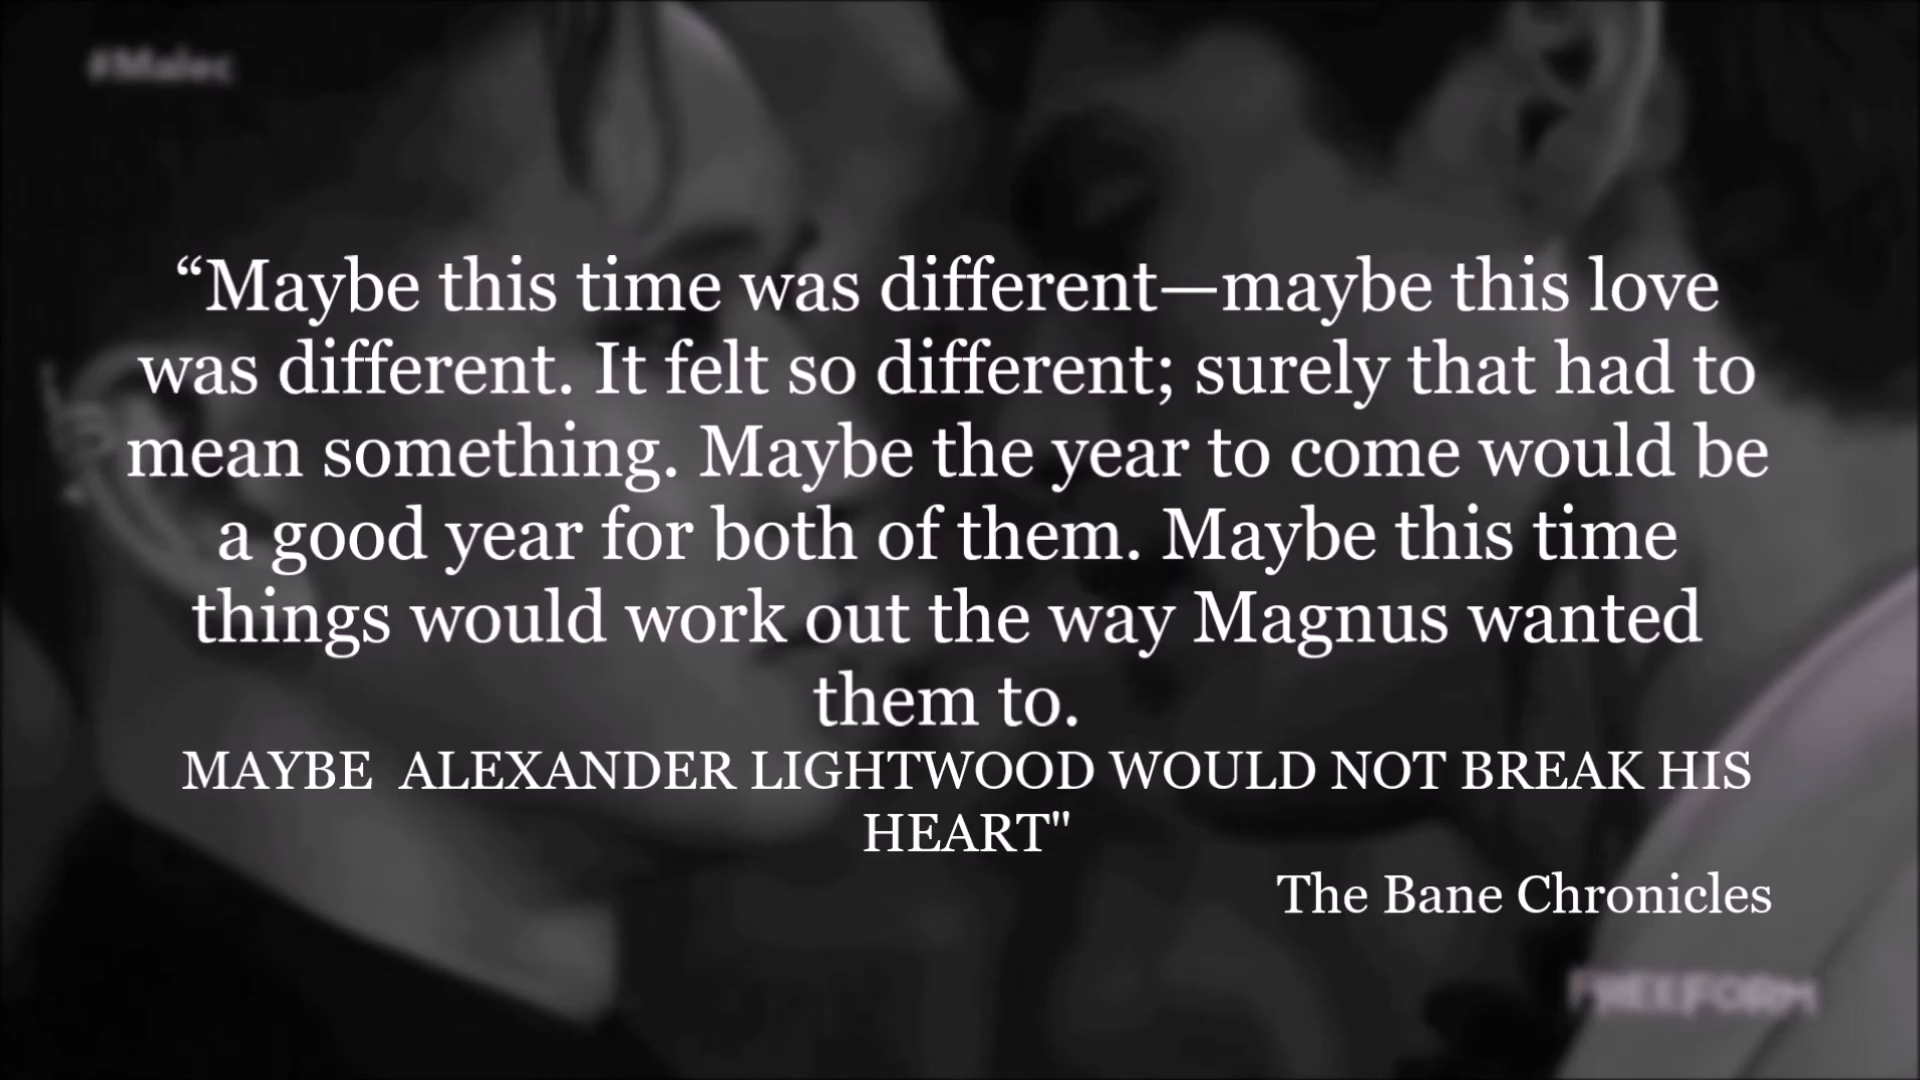 #Malec
“Maybe this time was different—maybe this love
was different. It felt so different; surely that had to
mean something. Maybe the year to come would be
a good year for both of them. Maybe this time
things would work out the way Magnus wanted
them to.
MAYBE  ALEXANDER LIGHTWOOD WOULD NOT BREAK HIS
HEART"
The Bane Chronicles
FREEFORM